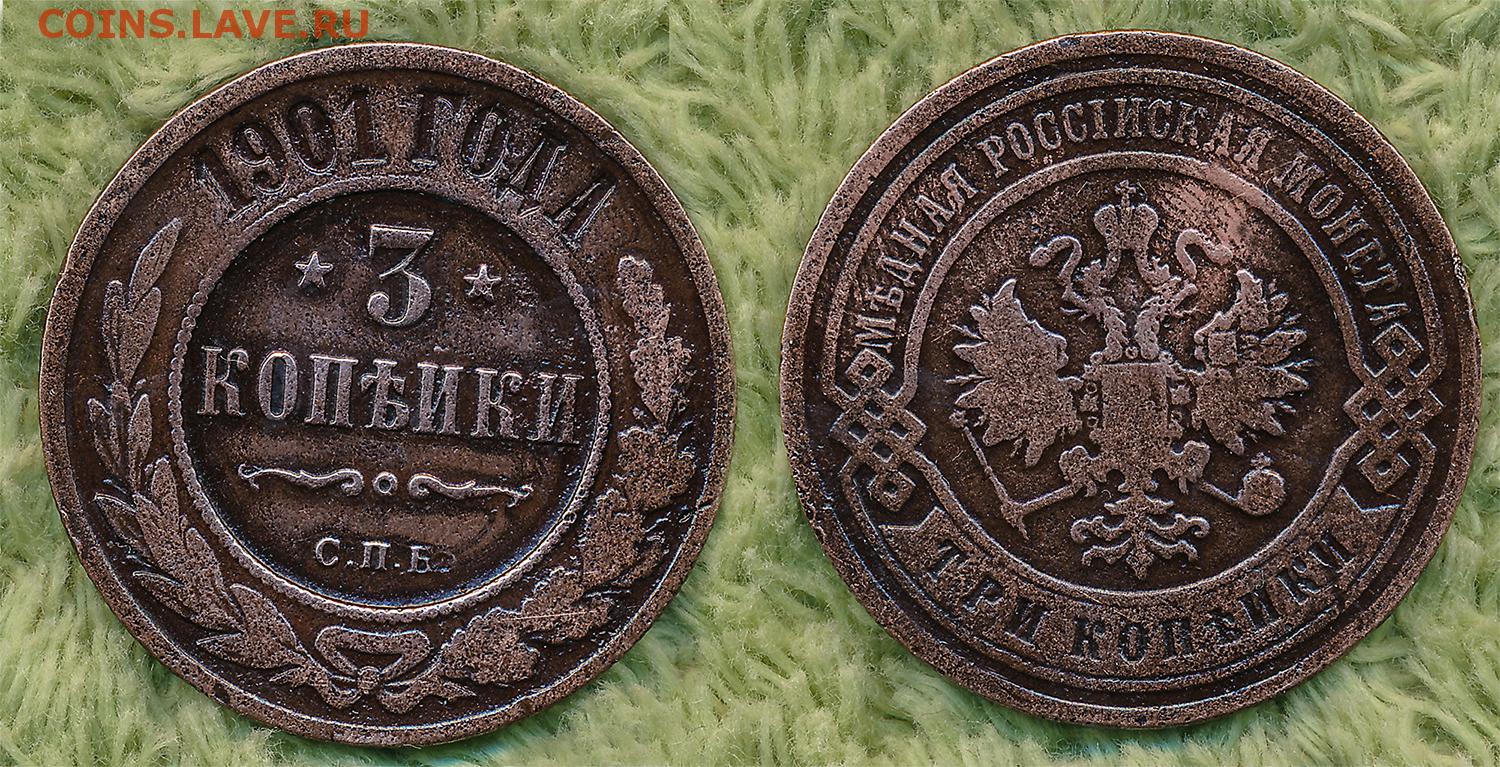 COINS.LAVE.RU
1901 ГОДА
3
КОПѢЙКИ
С.П.Б.
МѢДНАЯ РОССІЙСКАЯ МОНЕТА
ТРИ КОПѢЙКИ